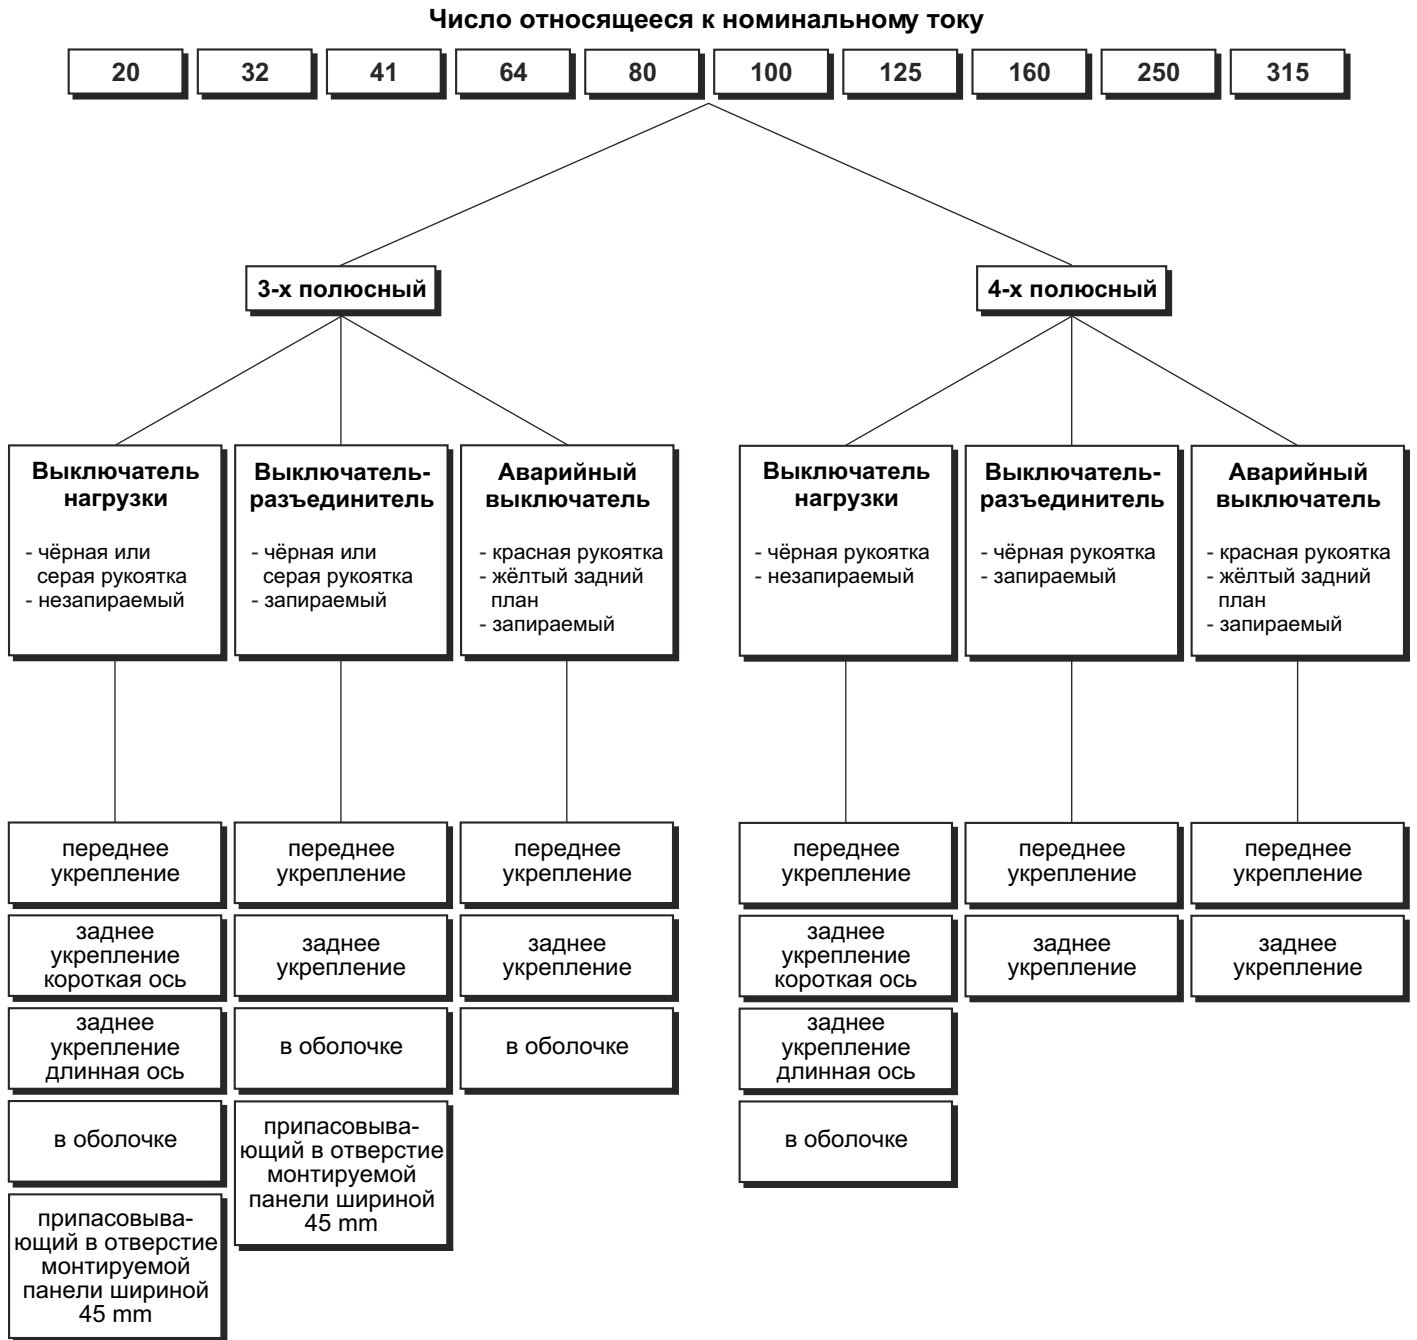 Число относящееся к номинальному току
20 32 41 64 80 100 125 160 250 315
3-х полюсный
4-х полюсный
Выключатель
нагрузки
- чёрная или
серая рукоятка
- незапираемый
Выключатель-
разъединитель
- чёрная или
серая рукоятка
- запираемый
Аварийный
выключатель
- красная рукоятка
- жёлтый задний
план
- запираемый
Выключатель
нагрузки
- чёрная рукоятка
- незапираемый
Выключатель-
разъединитель
- чёрная рукоятка
- запираемый
Аварийный
выключатель
- красная рукоятка
- жёлтый задний
план
- запираемый
переднее
укрепление
заднее
укрепление
короткая ось
заднее
укрепление
длинная ось
в оболочке
припасовыва-
ющий в отверстие
монтируемой
панели шириной
45 mm
переднее
укрепление
заднее
укрепление
в оболочке
припасовыва-
ющий в отверстие
монтируемой
панели шириной
45 mm
переднее
укрепление
заднее
укрепление
в оболочке
переднее
укрепление
заднее
укрепление
короткая ось
заднее
укрепление
длинная ось
в оболочке
переднее
укрепление
заднее
укрепление
переднее
укрепление
заднее
укрепление